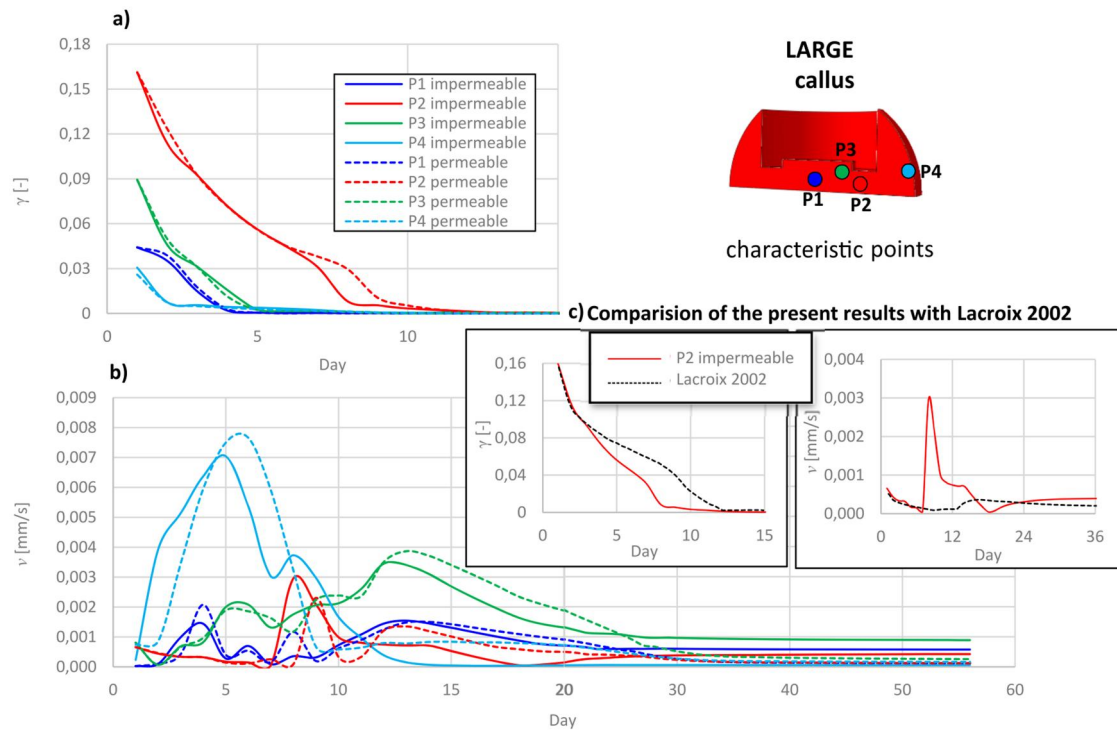 a)
0,18
0,15
0,12
0,09
0,06
0,03
0
γ [-]
0
5
10
Day
P1 impermeable
P2 impermeable
P3 impermeable
P4 impermeable
P1 permeable
P2 permeable
P3 permeable
P4 permeable
LARGE
callus
P3
P4
P1
P2
characteristic points
c) Comparision of the present results with Lacroix 2002
P2 impermeable
Lacroix 2002
0,16
0,12
0,08
0,04
0
γ [-]
0
5
10
15
Day
0,004
0,003
0,002
0,001
0,000
v [mm/s]
0
12
24
36
Day
b)
0,009
0,008
0,007
0,006
0,005
0,004
0,003
0,002
0,001
0,000
v [mm/s]
0
5
10
15
20
30
40
50
60
Day